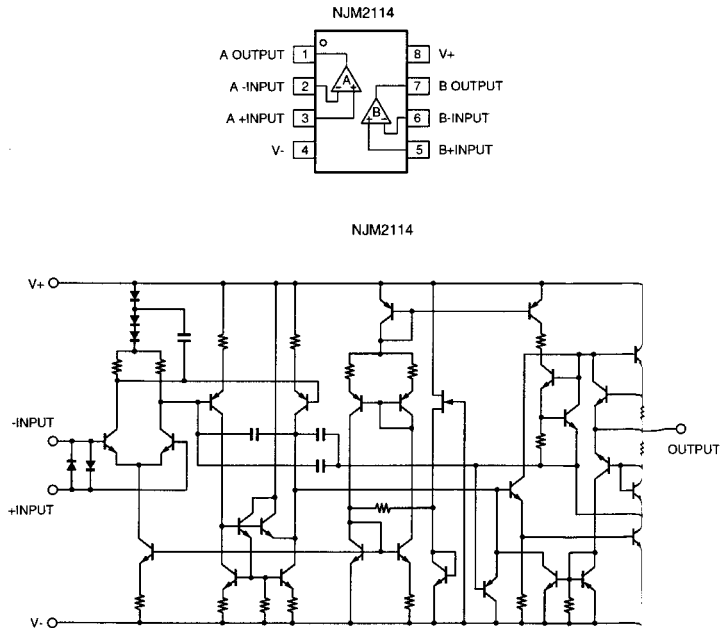 NJM2114
A OUTPUT 1 8 V+
A -INPUT 2 A B 7 B OUTPUT
A +INPUT 3 6 B-INPUT
V- 4 5 B+INPUT
NJM2114
V+
-INPUT
OUTPUT
+INPUT
V-